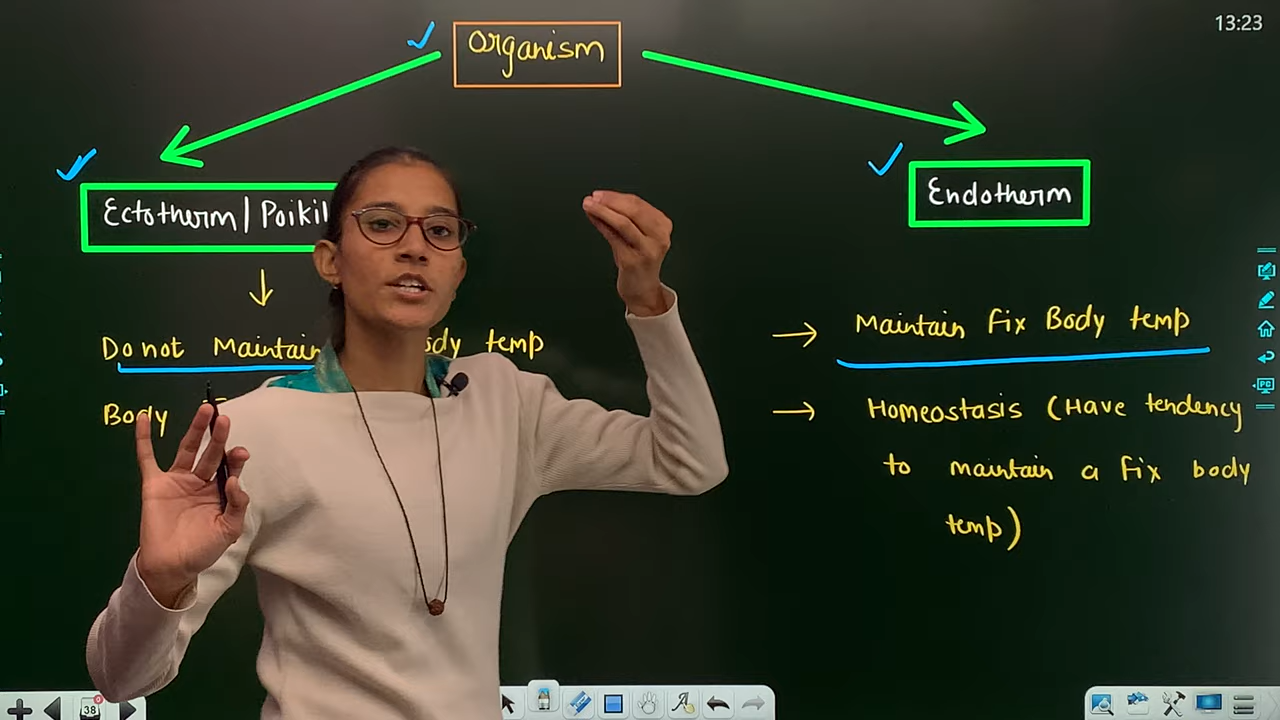 13:23
Organism
Ectotherm / Poikil
Endotherm
Do not Maintain ody temp
Maintain Fix Body temp
Body
Homeostasis (Have tendency
to maintain a fix body
temp)
38
PC